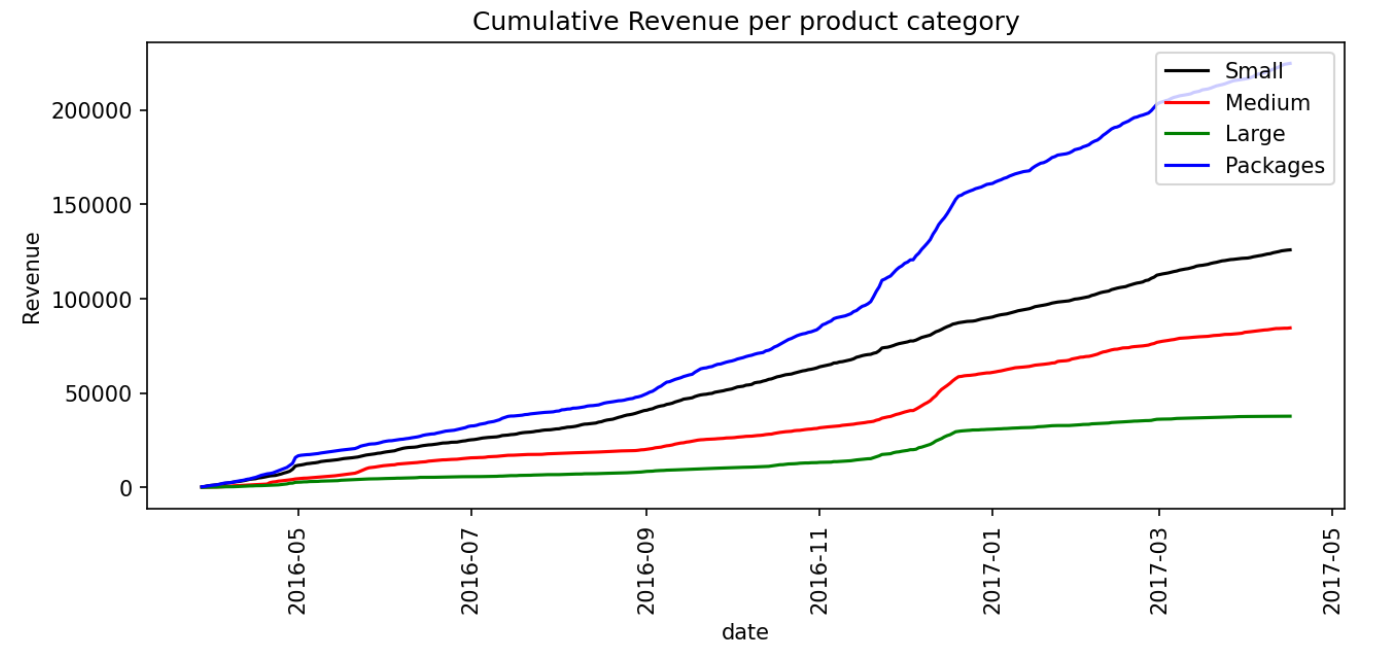 Cumulative Revenue per product category
Small
Medium
Large
Packages
200000
150000
100000
50000
0
Revenue
2016-05
2016-07
2016-09
2016-11
2017-01
2017-03
2017-05
date